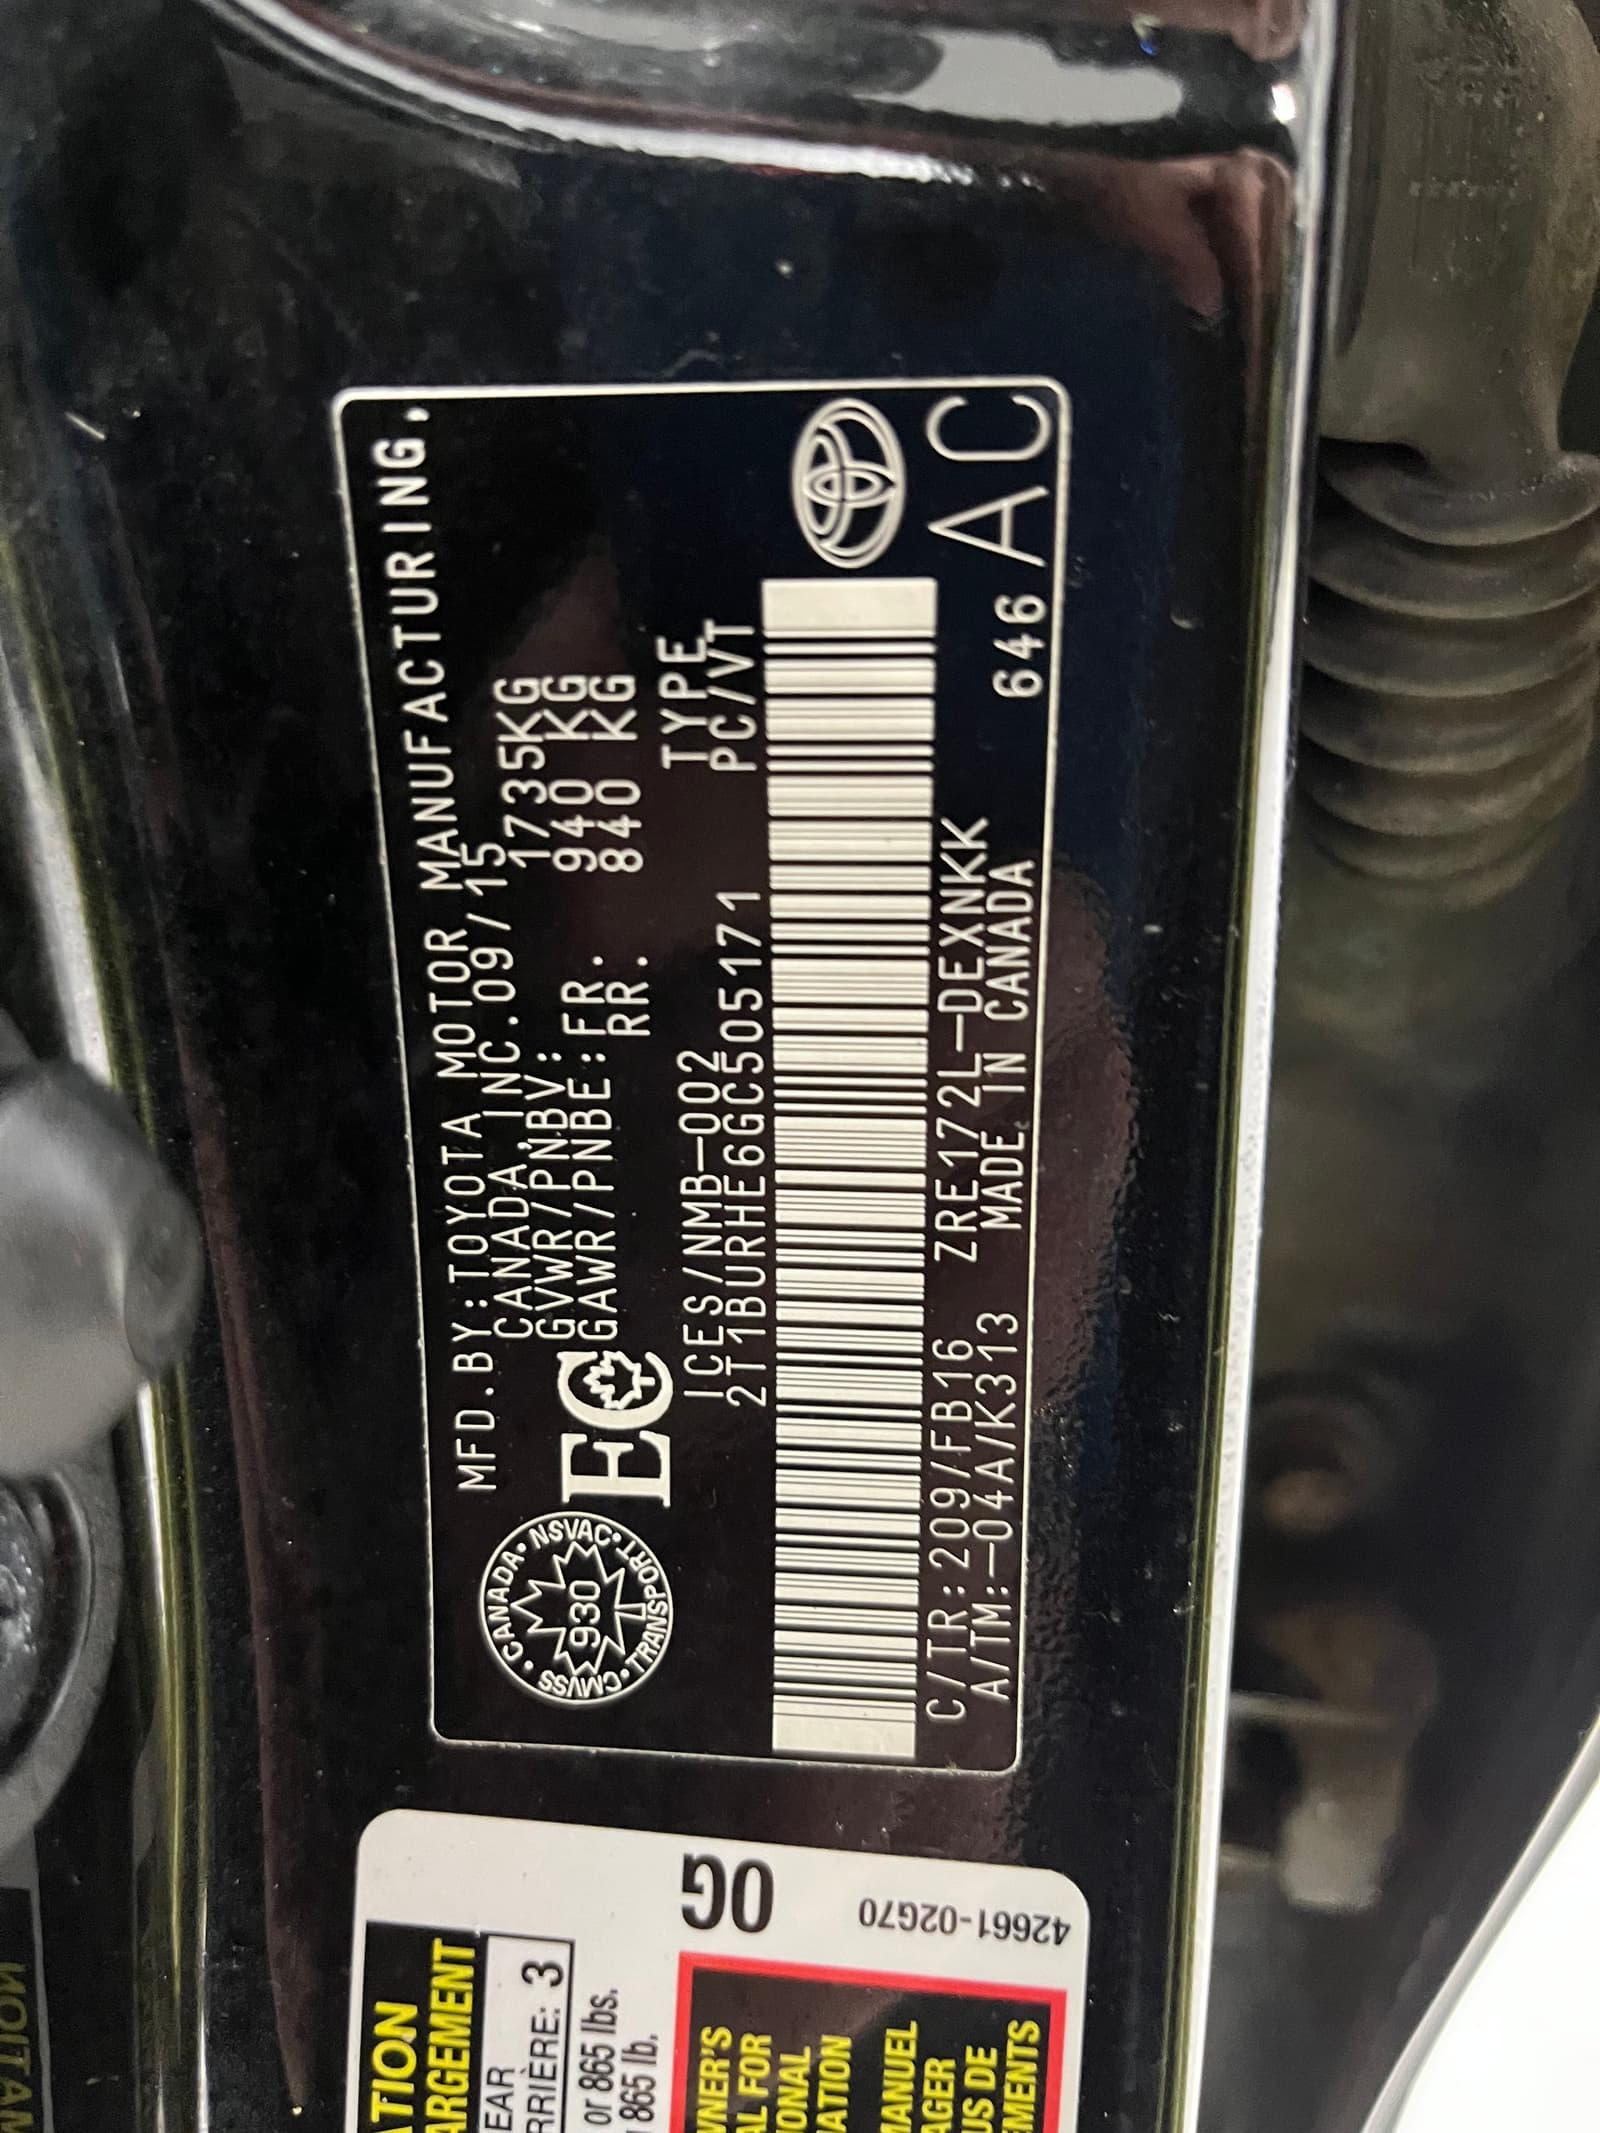 MFD.BY:TOYOTA MOTOR MANUFACTURING,
CANADA,INC.09/15
GVWR/PNBV: 1735KG
GAWR/PNBE:FR. 940 KG
RR. 840 KG
CANADA • NSVAC • TRANSPORT • CMVSS •
930
EC
ICES/NMB-002 TYPE
2T1BURHE6GC505171 PC/VT
C/TR:209/FB16 ZRE172L-DEXNKK
A/TM:-04A/K313 MADE IN CANADA 646 AC
0G
42661-02G70
ATION
ARGEMENT
EAR
RRIÈRE: 3
or 865 lbs.
865 lb.
WNER'S
AL FOR
IONAL
MATION
MANUEL
AGER
US DE
EMENTS